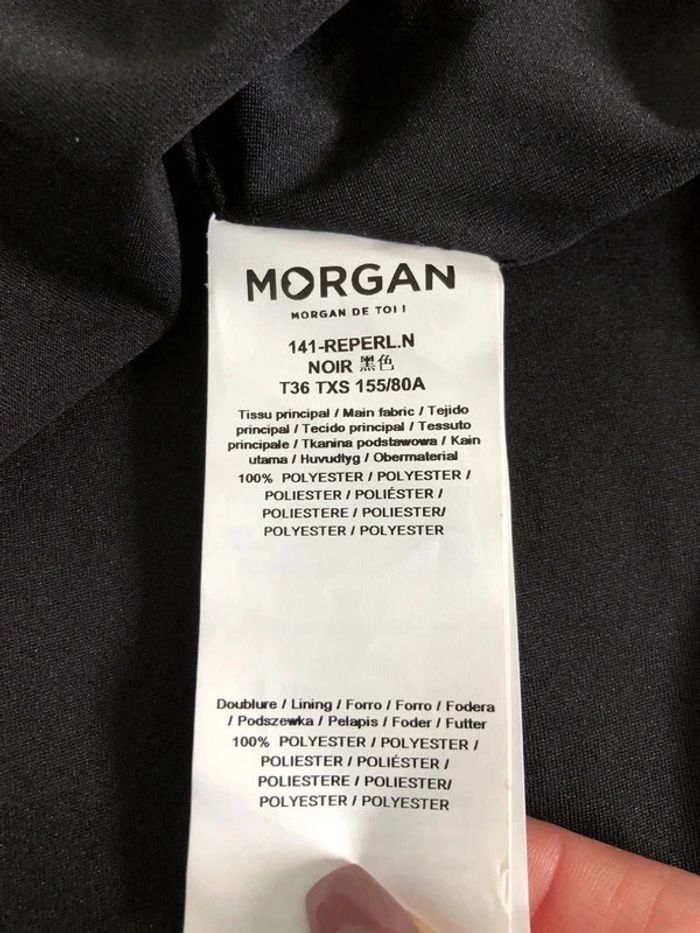 MORGAN
MORGAN DE TOI !
141-REPERL.N
NOIR 黑色
T36 TXS 155/80A
Tissu principal / Main fabric / Tejido
principal / Tecido principal / Tessuto
principale / Tkanina podstawowa / Kain
utama / Huvudtyg / Obermaterial
100% POLYESTER / POLYESTER /
POLIESTER / POLIÉSTER /
POLIESTERE / POLIESTER/
POLYESTER / POLYESTER
Doublure / Lining / Forro / Forro / Fodera
/ Podszewka / Pelapis / Foder / Futter
100% POLYESTER / POLYESTER /
POLIESTER / POLIÉSTER /
POLIESTERE / POLIESTER/
POLYESTER / POLYESTER